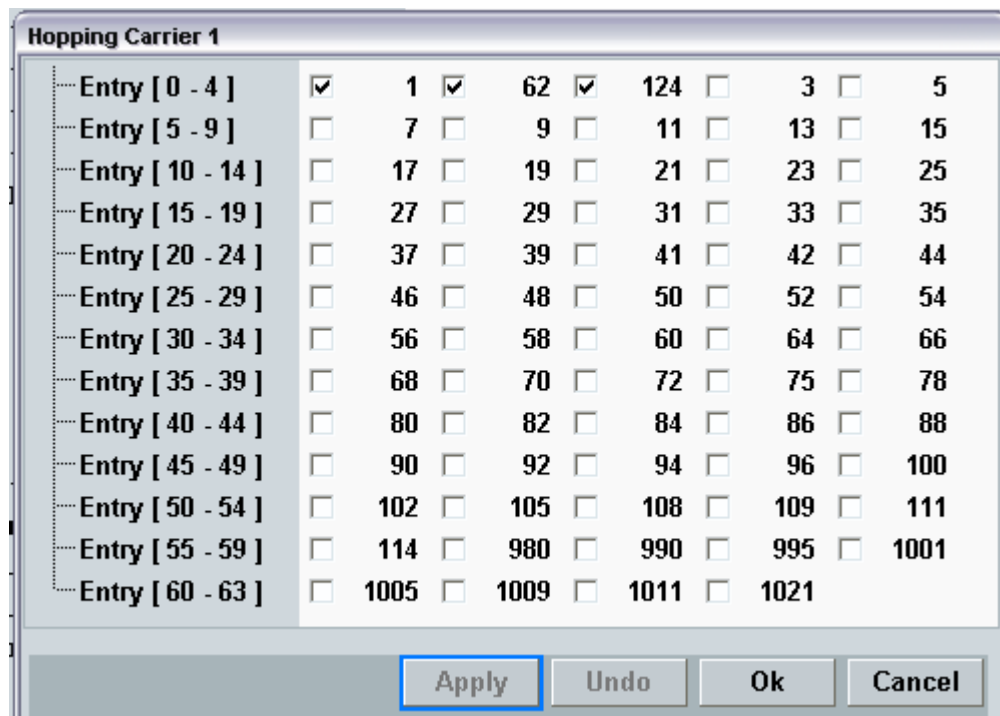 Hopping Carrier 1
Entry [ 0 - 4 ] 1 62 124 3 5
Entry [ 5 - 9 ] 7 9 11 13 15
Entry [ 10 - 14 ] 17 19 21 23 25
Entry [ 15 - 19 ] 27 29 31 33 35
Entry [ 20 - 24 ] 37 39 41 42 44
Entry [ 25 - 29 ] 46 48 50 52 54
Entry [ 30 - 34 ] 56 58 60 64 66
Entry [ 35 - 39 ] 68 70 72 75 78
Entry [ 40 - 44 ] 80 82 84 86 88
Entry [ 45 - 49 ] 90 92 94 96 100
Entry [ 50 - 54 ] 102 105 108 109 111
Entry [ 55 - 59 ] 114 980 990 995 1001
Entry [ 60 - 63 ] 1005 1009 1011 1021
Apply Undo Ok Cancel